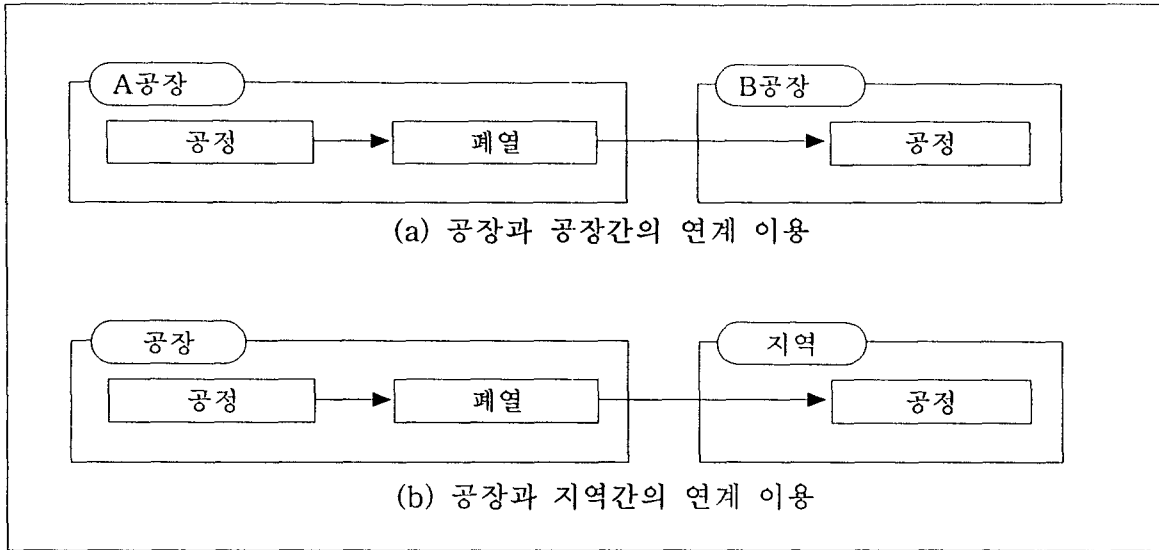 A공장 B공장
공정 폐열 공정
(a) 공장과 공장간의 연계 이용
공장 지역
공정 폐열 공정
(b) 공장과 지역간의 연계 이용